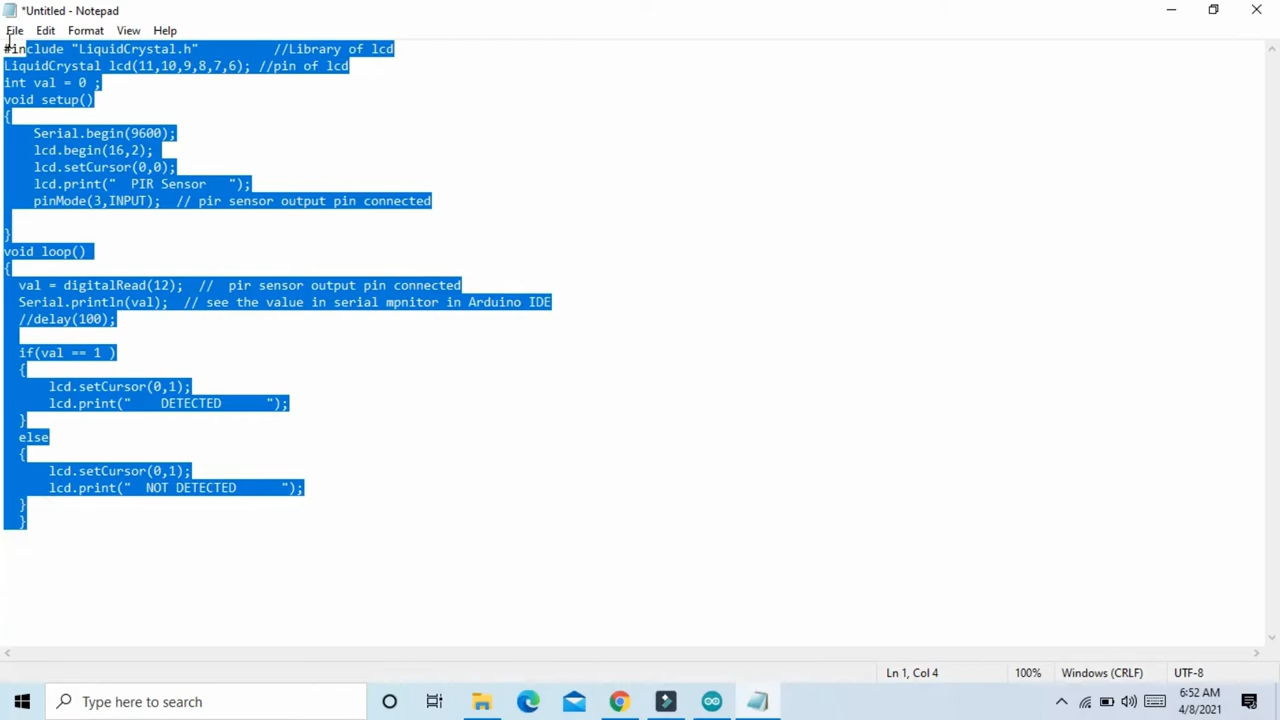 *Untitled - Notepad
File Edit Format View Help
#include "LiquidCrystal.h" //Library of lcd
LiquidCrystal lcd(11,10,9,8,7,6); //pin of lcd
int val = 0 ;
void setup()
{
Serial.begin(9600);
lcd.begin(16,2);
lcd.setCursor(0,0);
lcd.print("  PIR Sensor   ");
pinMode(3,INPUT);  // pir sensor output pin connected
}
void loop()
{
val = digitalRead(12);  //  pir sensor output pin connected
Serial.println(val);  // see the value in serial mpnitor in Arduino IDE
//delay(100);
if(val == 1 )
{
lcd.setCursor(0,1);
lcd.print("    DETECTED      ");
}
else
{
lcd.setCursor(0,1);
lcd.print("  NOT DETECTED      ");
}
}
Ln 1, Col 4 100% Windows (CRLF) UTF-8
Type here to search
6:52 AM
4/8/2021